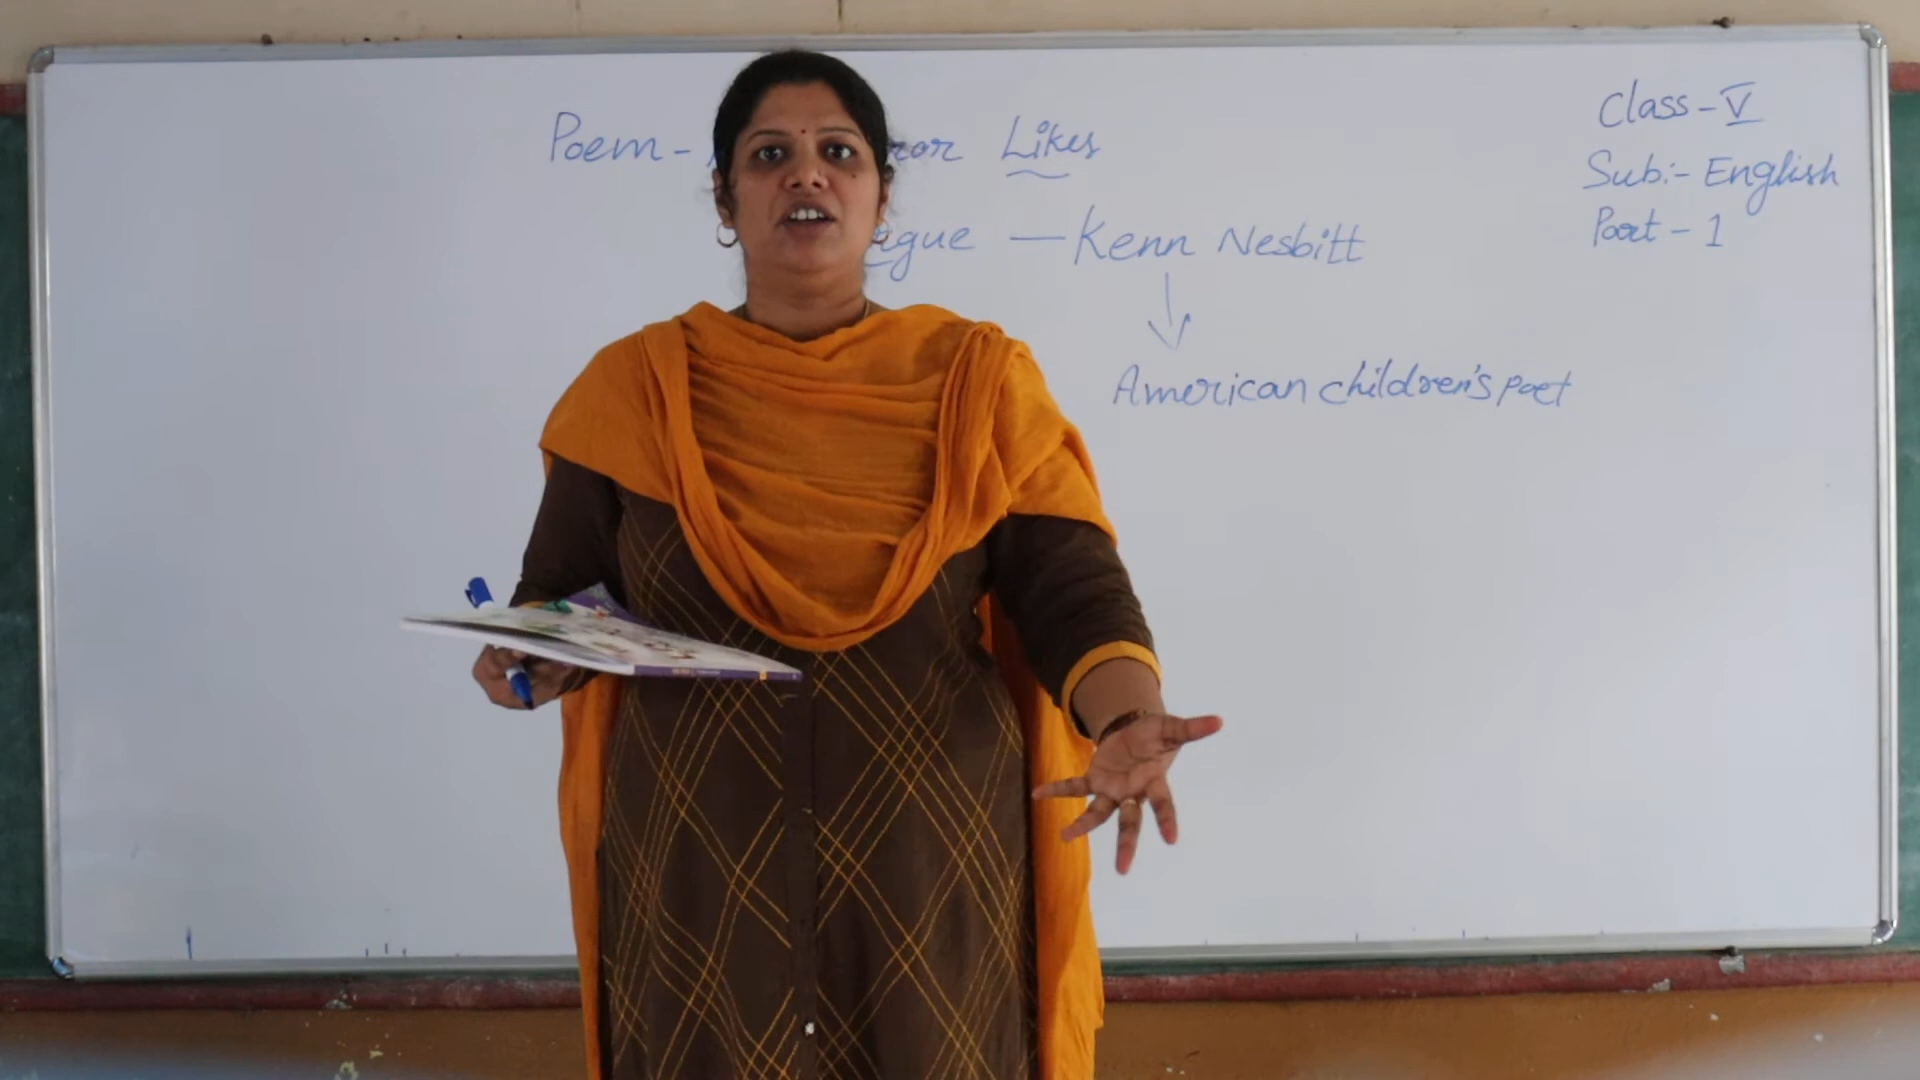 Poem - Likes
Kenn Nesbitt
American children's Poet
Class - V
Sub:- English
Part - 1